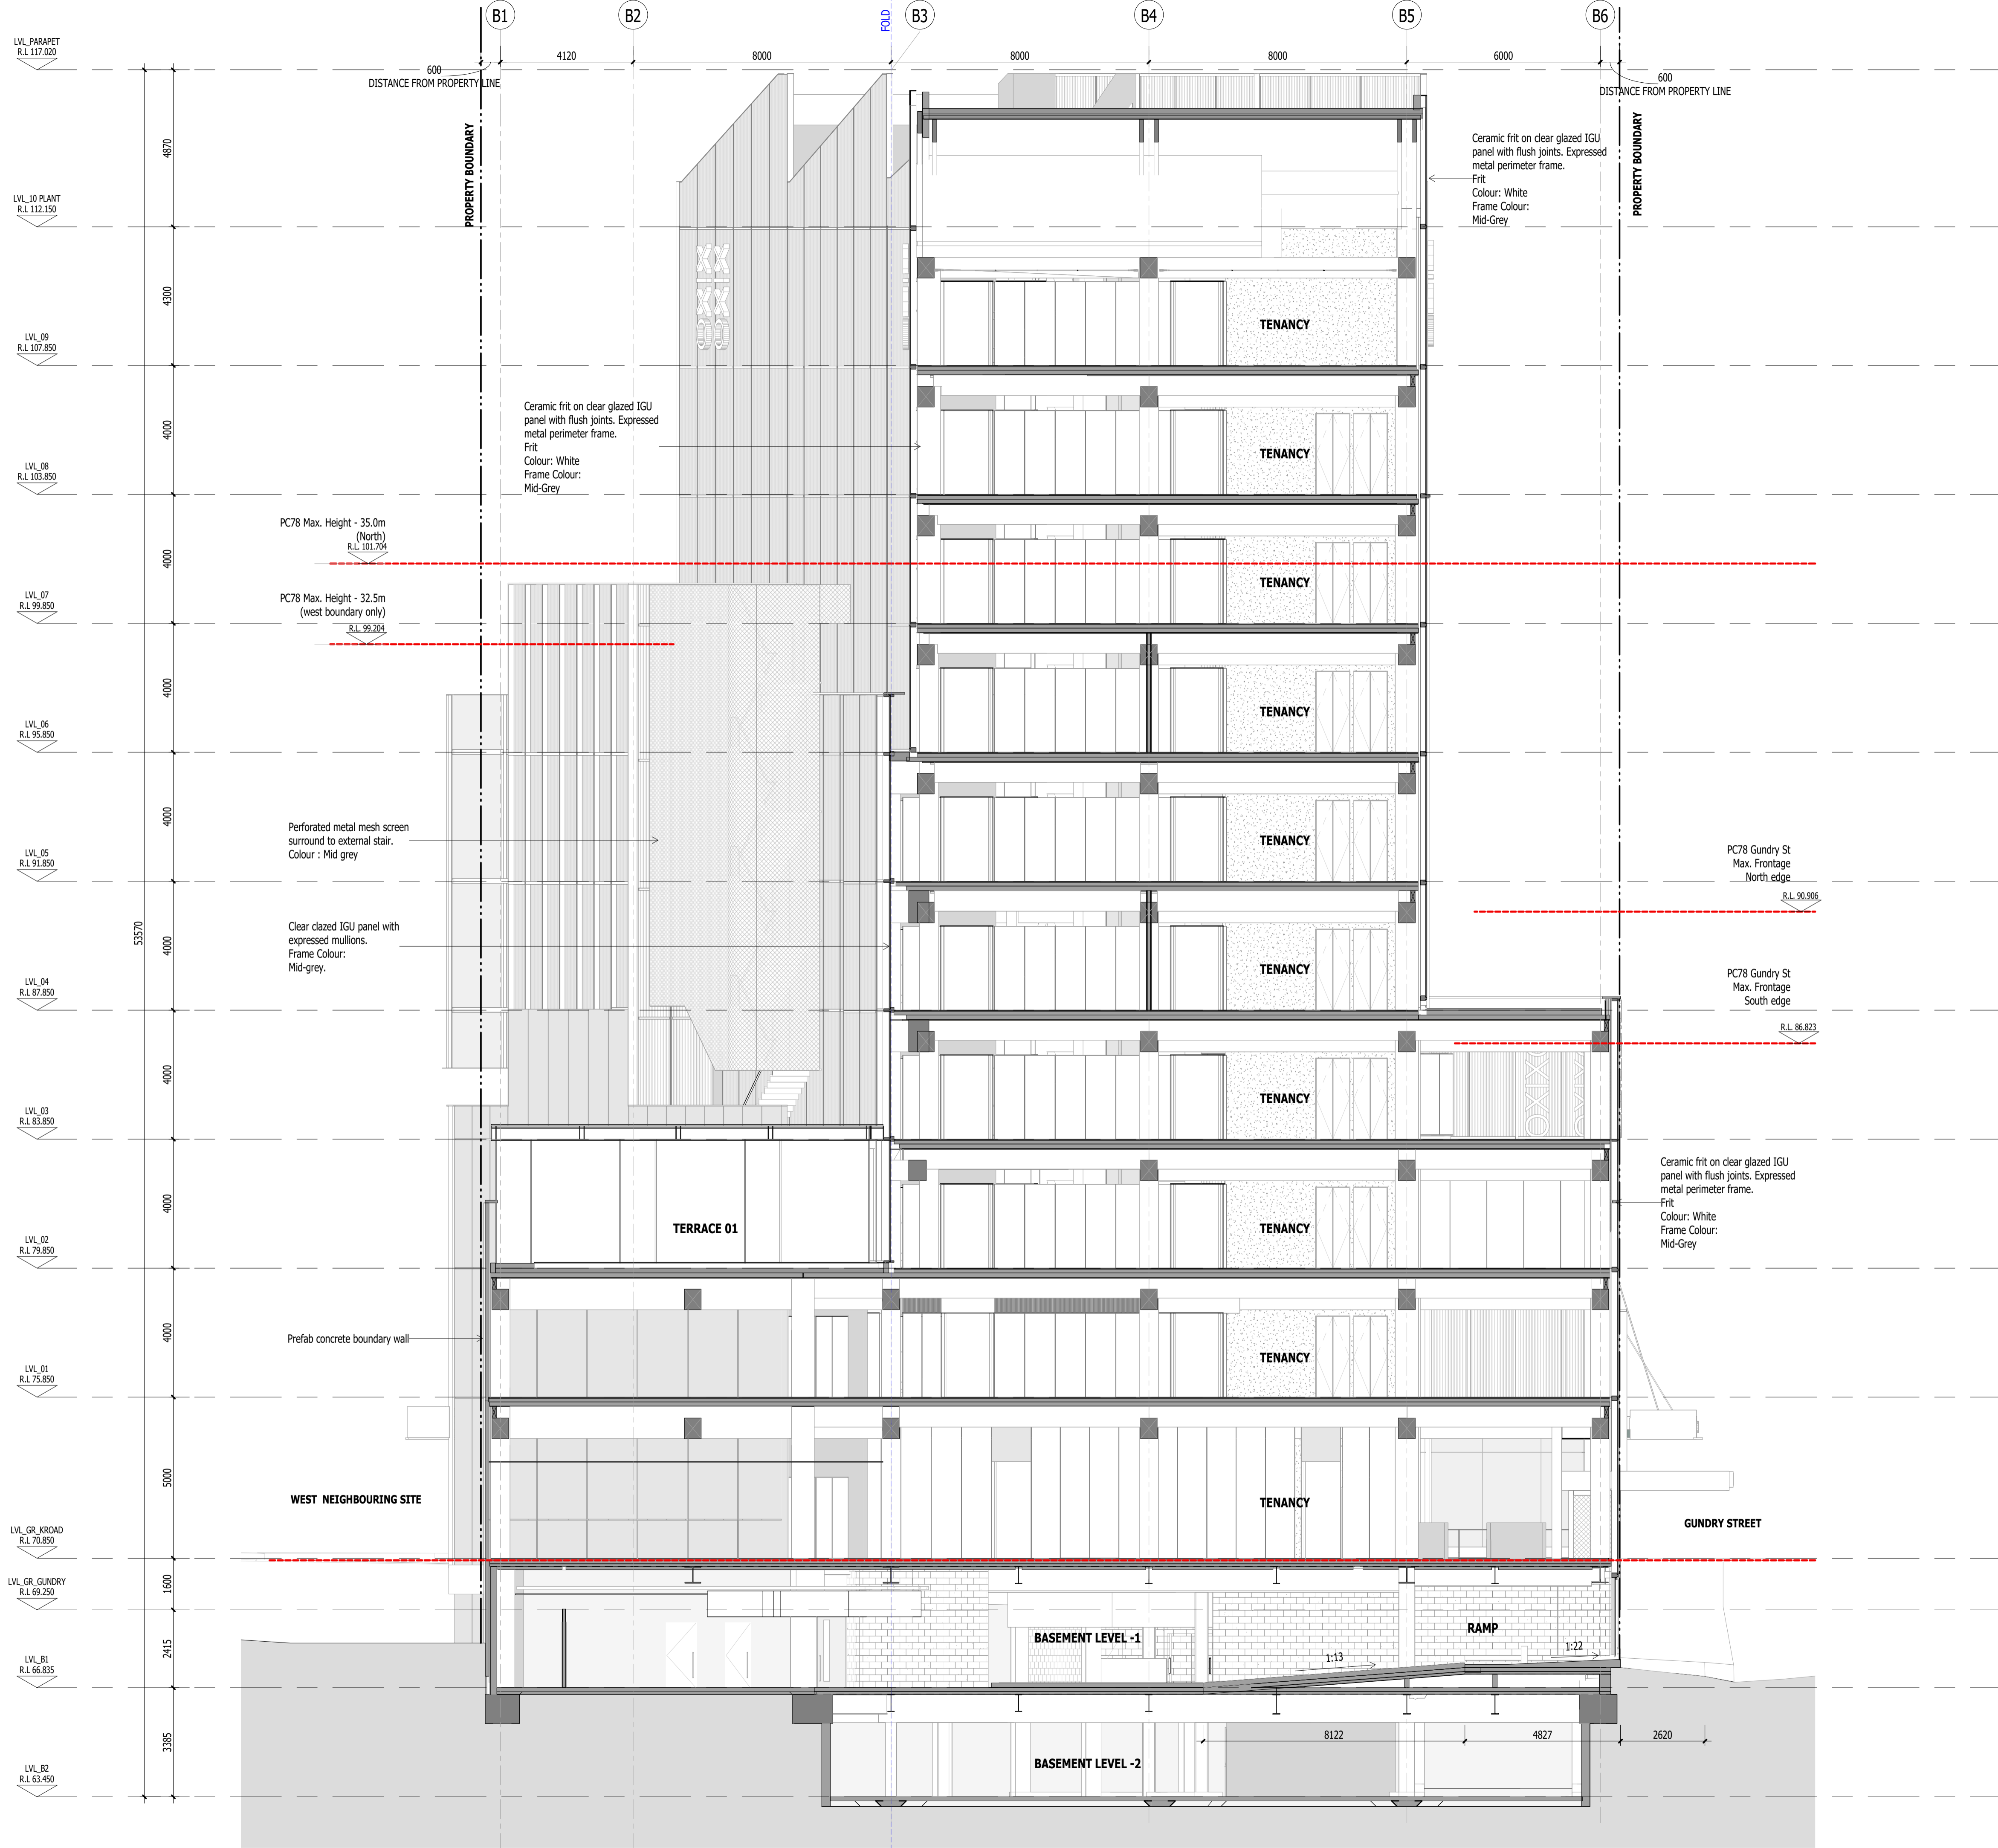 B1
B2
FOLD
B3
B4
B5
B6
4120
8000
8000
8000
6000
600
DISTANCE FROM PROPERTY LINE
600
DISTANCE FROM PROPERTY LINE
PROPERTY BOUNDARY
PROPERTY BOUNDARY
LVL_PARAPET
R.L 117.020
4870
LVL_10 PLANT
R.L 112.150
4300
LVL_09
R.L 107.850
4000
LVL_08
R.L 103.850
4000
LVL_07
R.L 99.850
4000
LVL_06
R.L 95.850
4000
LVL_05
R.L 91.850
4000
LVL_04
R.L 87.850
4000
LVL_03
R.L 83.850
4000
LVL_02
R.L 79.850
4000
LVL_01
R.L 75.850
5000
LVL_GR_KROAD
R.L 70.850
1600
LVL_GR_GUNDRY
R.L 69.250
2415
LVL_B1
R.L 66.835
3385
LVL_B2
R.L 63.450
53570
Ceramic frit on clear glazed IGU
panel with flush joints. Expressed
metal perimeter frame.
Frit
Colour: White
Frame Colour:
Mid-Grey
Ceramic frit on clear glazed IGU
panel with flush joints. Expressed
metal perimeter frame.
Frit
Colour: White
Frame Colour:
Mid-Grey
PC78 Max. Height - 35.0m
(North)
R.L. 101.704
PC78 Max. Height - 32.5m
(west boundary only)
R.L. 99.204
Perforated metal mesh screen
surround to external stair.
Colour : Mid grey
Clear clazed IGU panel with
expressed mullions.
Frame Colour:
Mid-grey.
PC78 Gundry St
Max. Frontage
North edge
R.L. 90.906
PC78 Gundry St
Max. Frontage
South edge
R.L. 86.823
Ceramic frit on clear glazed IGU
panel with flush joints. Expressed
metal perimeter frame.
Frit
Colour: White
Frame Colour:
Mid-Grey
Prefab concrete boundary wall
TENANCY
TENANCY
TENANCY
TENANCY
TENANCY
TENANCY
TENANCY
TERRACE 01
TENANCY
TENANCY
TENANCY
WEST NEIGHBOURING SITE
GUNDRY STREET
BASEMENT LEVEL -1
RAMP
1:13
1:22
BASEMENT LEVEL -2
8122
4827
2620